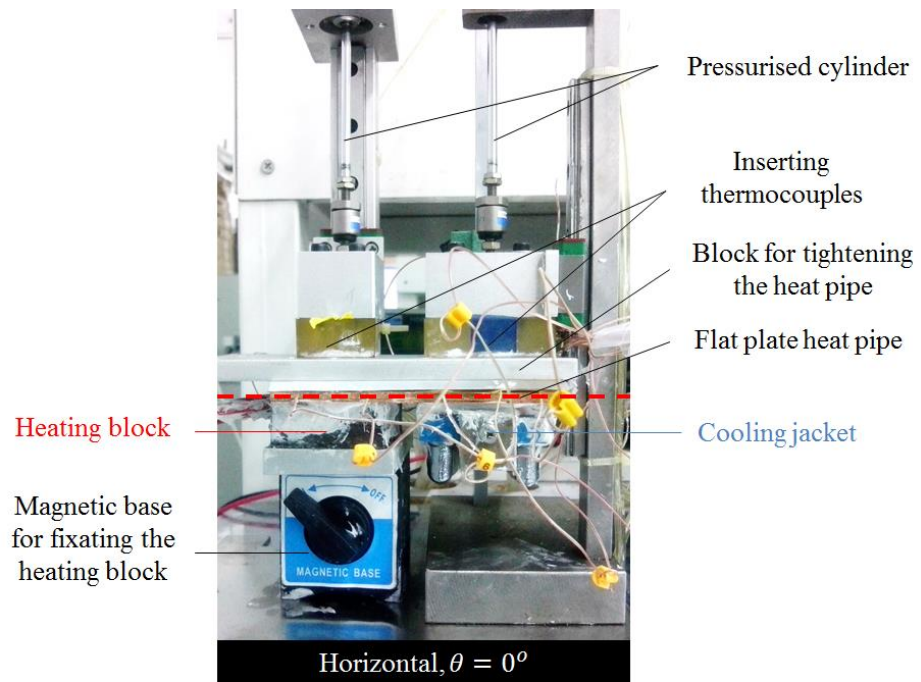 Pressurised cylinder
Inserting
thermocouples
Block for tightening
the heat pipe
Flat plate heat pipe
Heating block
Cooling jacket
Magnetic base
for fixating the
heating block
OFF
MAGNETIC BASE
Horizontal, θ = 0°